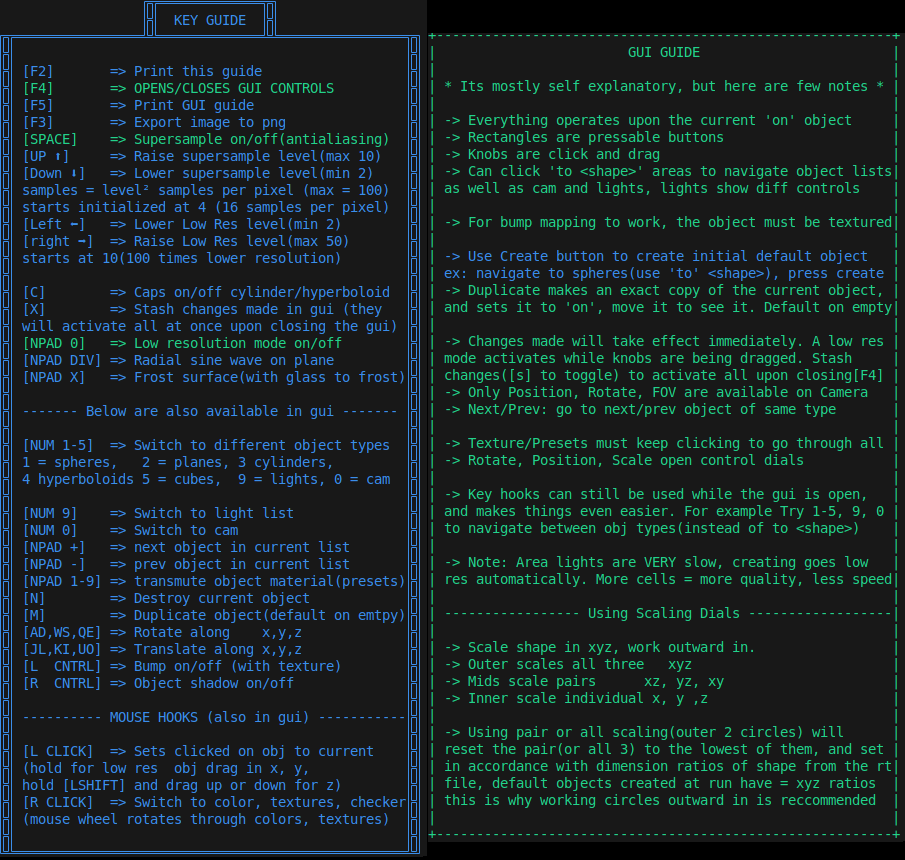 KEY GUIDE
[F2]       => Print this guide
[F4]       => OPENS/CLOSES GUI CONTROLS
[F5]       => Print GUI guide
[F3]       => Export image to png
[SPACE]    => Supersample on/off(antialiasing)
[UP ⬆]     => Raise supersample level(max 10)
[Down ⬇]   => Lower supersample level(min 2)
samples = level² samples per pixel (max = 100)
starts initialized at 4 (16 samples per pixel)
[Left ⬅]   => Lower Low Res level(min 2)
[right ➡]  => Raise Low Res level(max 50)
starts at 10(100 times lower resolution)
[C]        => Caps on/off cylinder/hyperboloid
[X]        => Stash changes made in gui (they
will activate all at once upon closing the gui)
[NPAD 0]   => Low resolution mode on/off
[NPAD DIV] => Radial sine wave on plane
[NPAD X]   => Frost surface(with glass to frost)
------- Below are also available in gui -------
[NUM 1-5]  => Switch to different object types
1 = spheres,   2 = planes, 3 cylinders,
4 hyperboloids 5 = cubes,  9 = lights, 0 = cam
[NUM 9]    => Switch to light list
[NUM 0]    => Switch to cam
[NPAD +]   => next object in current list
[NPAD -]   => prev object in current list
[NPAD 1-9] => transmute object material(presets)
[N]        => Destroy current object
[M]        => Duplicate object(default on emtpy)
[AD,WS,QE] => Rotate along    x,y,z
[JL,KI,UO] => Translate along x,y,z
[L  CNTRL] => Bump on/off (with texture)
[R  CNTRL] => Object shadow on/off
---------- MOUSE HOOKS (also in gui) -----------
[L CLICK]  => Sets clicked on obj to current
(hold for low res  obj drag in x, y,
hold [LSHIFT] and drag up or down for z)
[R CLICK]  => Switch to color, textures, checker
(mouse wheel rotates through colors, textures)
GUI GUIDE
* Its mostly self explanatory, but here are few notes *
-> Everything operates upon the current 'on' object
-> Rectangles are pressable buttons
-> Knobs are click and drag
-> Can click 'to <shape>' areas to navigate object lists
as well as cam and lights, lights show diff controls
-> For bump mapping to work, the object must be textured
-> Use Create button to create initial default object
ex: navigate to spheres(use 'to' <shape>), press create
-> Duplicate makes an exact copy of the current object,
and sets it to 'on', move it to see it. Default on empty
-> Changes made will take effect immediately. A low res
mode activates while knobs are being dragged. Stash
changes([s] to toggle) to activate all upon closing[F4]
-> Only Position, Rotate, FOV are available on Camera
-> Next/Prev: go to next/prev object of same type
-> Texture/Presets must keep clicking to go through all
-> Rotate, Position, Scale open control dials
-> Key hooks can still be used while the gui is open,
and makes things even easier. For example Try 1-5, 9, 0
to navigate between obj types(instead of to <shape>)
-> Note: Area lights are VERY slow, creating goes low
res automatically. More cells = more quality, less speed
----------------- Using Scaling Dials ------------------
-> Scale shape in xyz, work outward in.
-> Outer scales all three   xyz
-> Mids scale pairs      xz, yz, xy
-> Inner scale individual x, y ,z
-> Using pair or all scaling(outer 2 circles) will
reset the pair(or all 3) to the lowest of them, and set
in accordance with dimension ratios of shape from the rt
file, default objects created at run have = xyz ratios
this is why working circles outward in is reccommended